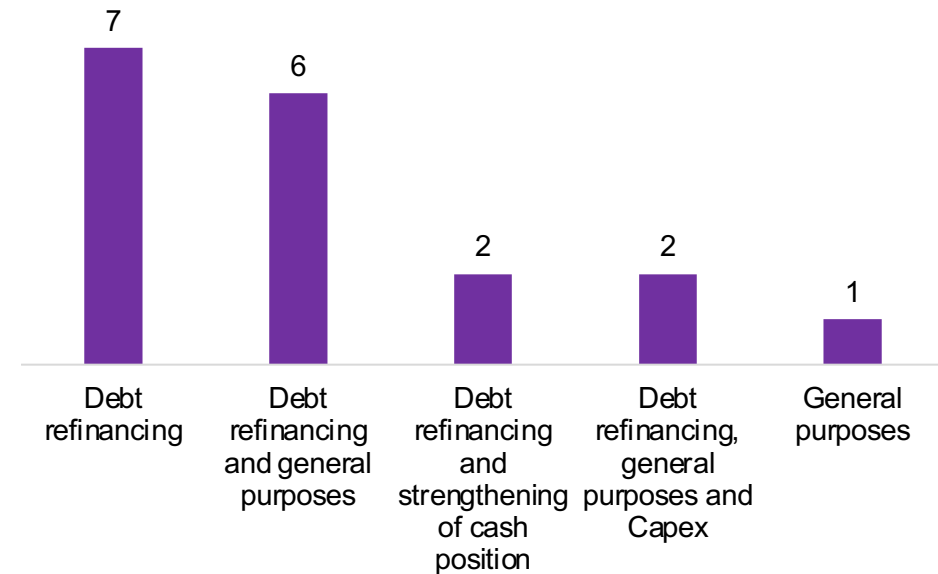 7
6
2
2
1
Debt
refinancing
Debt
refinancing
and general
purposes
Debt
refinancing
and
strengthening
of cash
position
Debt
refinancing,
general
purposes and
Capex
General
purposes